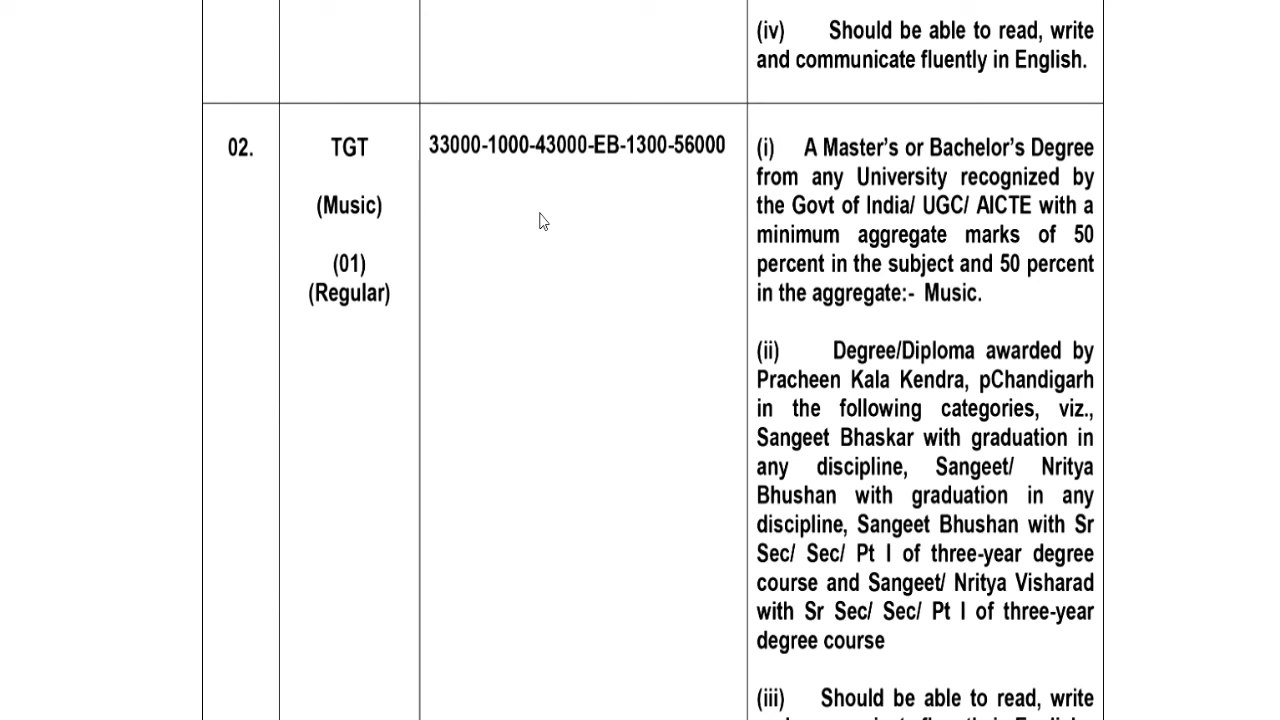 (iv) Should be able to read, write
and communicate fluently in English.
02.
TGT
(Music)
(01)
(Regular)
33000-1000-43000-EB-1300-56000
(i) A Master's or Bachelor's Degree
from any University recognized by
the Govt of India/ UGC/ AICTE with a
minimum aggregate marks of 50
percent in the subject and 50 percent
in the aggregate:- Music.
(ii) Degree/Diploma awarded by
Pracheen Kala Kendra, pChandigarh
in the following categories, viz.,
Sangeet Bhaskar with graduation in
any discipline, Sangeet/ Nritya
Bhushan with graduation in any
discipline, Sangeet Bhushan with Sr
Sec/ Sec/ Pt I of three-year degree
course and Sangeet/ Nritya Visharad
with Sr Sec/ Sec/ Pt I of three-year
degree course
(iii) Should be able to read, write